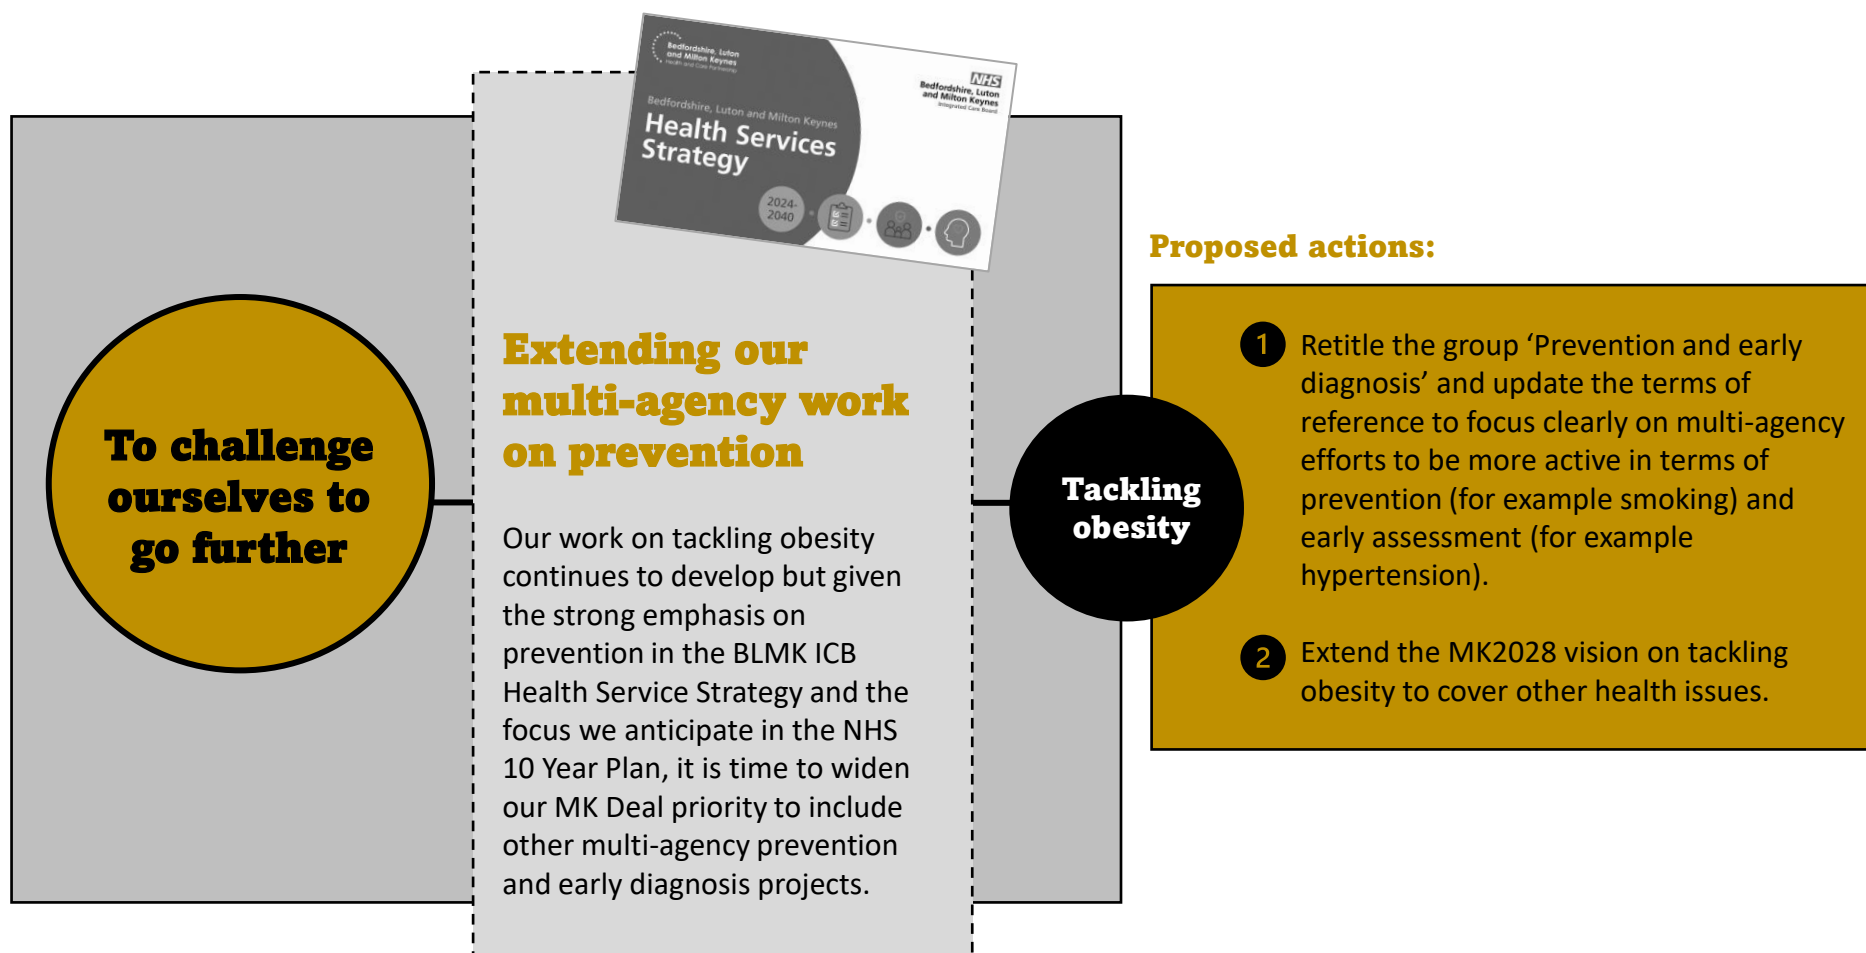 Bedfordshire, Luton
and Milton Keynes
Health and Care Partnership
NHS
Bedfordshire, Luton
and Milton Keynes
Integrated Care Board
Bedfordshire, Luton and Milton Keynes
Health Services
Strategy
2024-
2040
To challenge
ourselves to
go further
Extending our
multi-agency work
on prevention
Our work on tackling obesity
continues to develop but given
the strong emphasis on
prevention in the BLMK ICB
Health Service Strategy and the
focus we anticipate in the NHS
10 Year Plan, it is time to widen
our MK Deal priority to include
other multi-agency prevention
and early diagnosis projects.
Tackling
obesity
Proposed actions:
1 Retitle the group ‘Prevention and early
diagnosis’ and update the terms of
reference to focus clearly on multi-agency
efforts to be more active in terms of
prevention (for example smoking) and
early assessment (for example
hypertension).
2 Extend the MK2028 vision on tackling
obesity to cover other health issues.